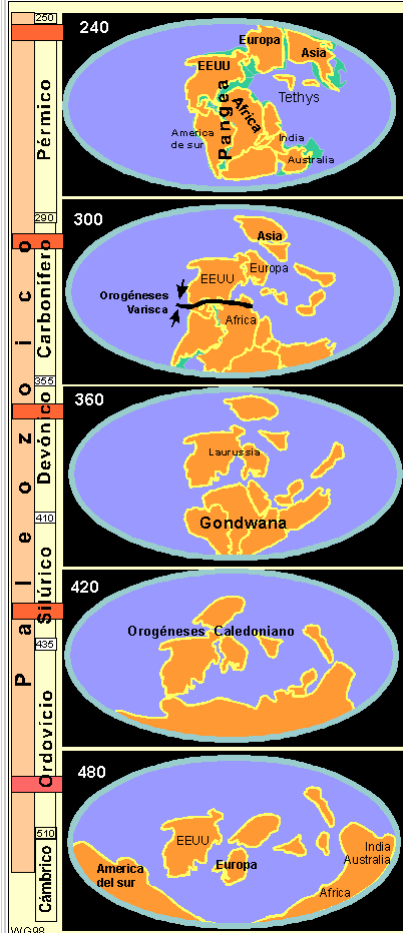 250
240
Europa
Asia
EEUU
Tethys
Pangea
Africa
America
de sur
India
Australia
Pérmico
290
300
Asia
Europa
EEUU
Orogéneses
Varisca
Africa
Carbonífero
355
360
Laurussia
Gondwana
Devónico
410
420
Orogéneses Caledoniano
Silúrico
435
480
EEUU
Europa
America
del sur
India
Australia
Africa
Ordovício
510
Cámbrico
Paleozoico
WG98